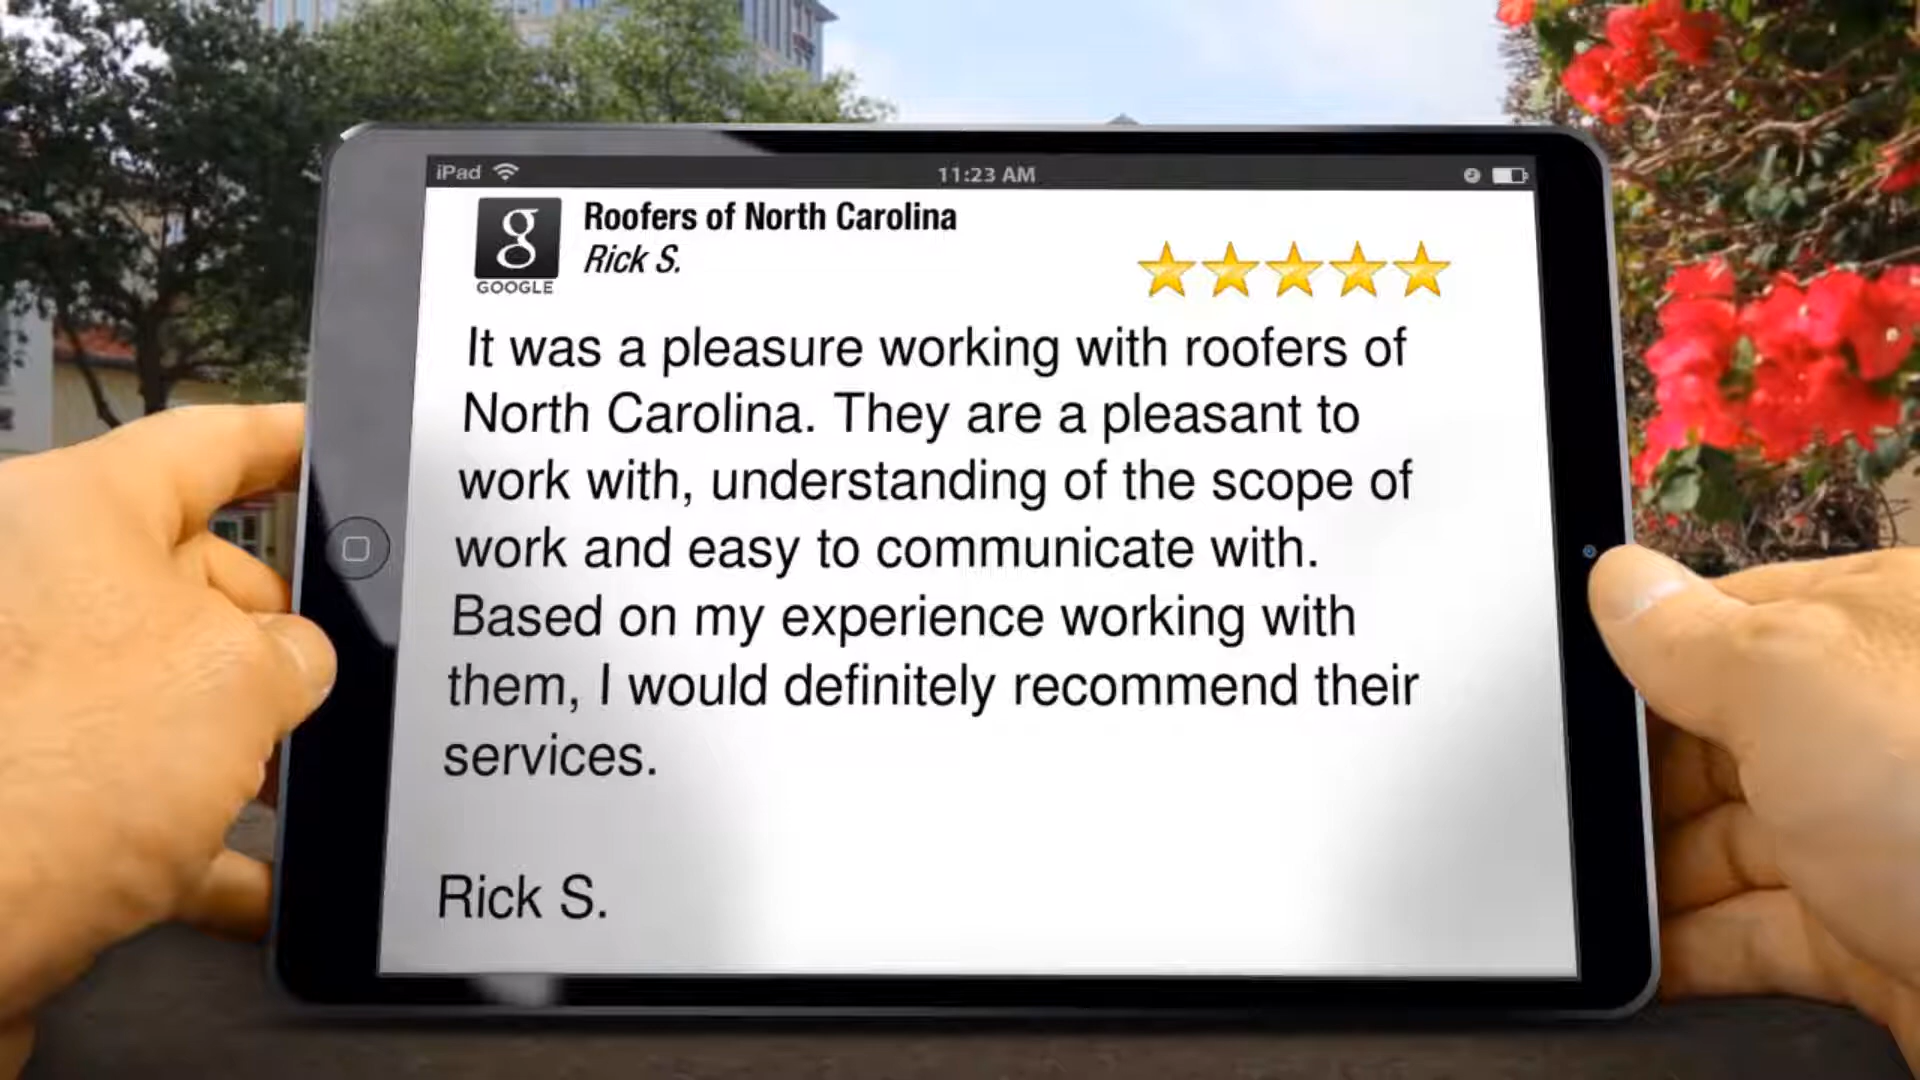 iPad
11:23 AM
g
GOOGLE
Roofers of North Carolina
Rick S.
It was a pleasure working with roofers of
North Carolina. They are a pleasant to
work with, understanding of the scope of
work and easy to communicate with.
Based on my experience working with
them, I would definitely recommend their
services.
Rick S.